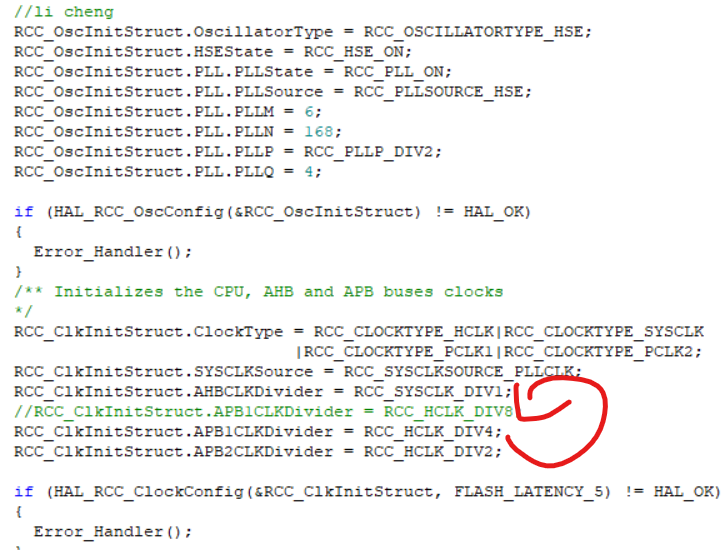 //li cheng
RCC_OscInitStruct.OscillatorType = RCC_OSCILLATORTYPE_HSE;
RCC_OscInitStruct.HSEState = RCC_HSE_ON;
RCC_OscInitStruct.PLL.PLLState = RCC_PLL_ON;
RCC_OscInitStruct.PLL.PLLSource = RCC_PLLSOURCE_HSE;
RCC_OscInitStruct.PLL.PLLM = 6;
RCC_OscInitStruct.PLL.PLLN = 168;
RCC_OscInitStruct.PLL.PLLP = RCC_PLLP_DIV2;
RCC_OscInitStruct.PLL.PLLQ = 4;

if (HAL_RCC_OscConfig(&RCC_OscInitStruct) != HAL_OK)
{
  Error_Handler();
}
/** Initializes the CPU, AHB and APB buses clocks
*/
RCC_ClkInitStruct.ClockType = RCC_CLOCKTYPE_HCLK|RCC_CLOCKTYPE_SYSCLK
                            |RCC_CLOCKTYPE_PCLK1|RCC_CLOCKTYPE_PCLK2;
RCC_ClkInitStruct.SYSCLKSource = RCC_SYSCLKSOURCE_PLLCLK;
RCC_ClkInitStruct.AHBCLKDivider = RCC_SYSCLK_DIV1;
//RCC_ClkInitStruct.APB1CLKDivider = RCC_HCLK_DIV8
RCC_ClkInitStruct.APB1CLKDivider = RCC_HCLK_DIV4;
RCC_ClkInitStruct.APB2CLKDivider = RCC_HCLK_DIV2;

if (HAL_RCC_ClockConfig(&RCC_ClkInitStruct, FLASH_LATENCY_5) != HAL_OK)
{
  Error_Handler();